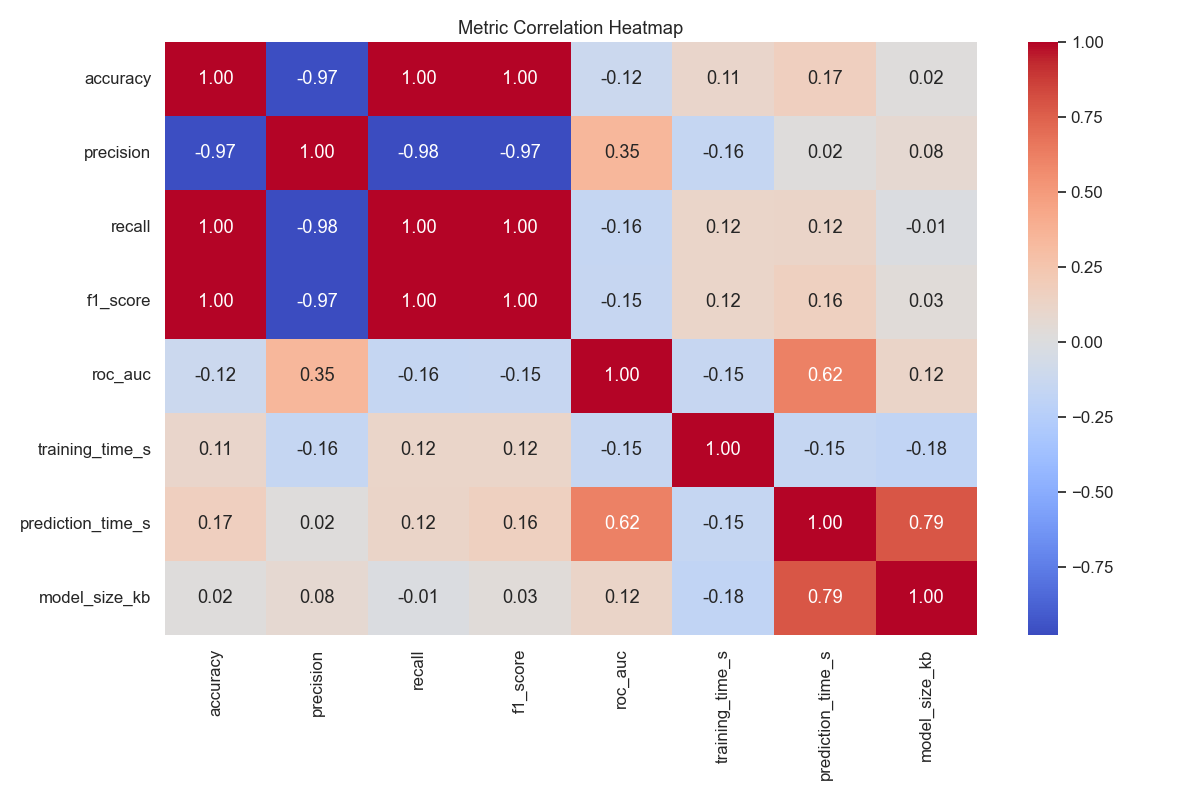 Metric Correlation Heatmap
accuracy 1.00 -0.97 1.00 1.00 -0.12 0.11 0.17 0.02
precision -0.97 1.00 -0.98 -0.97 0.35 -0.16 0.02 0.08
recall 1.00 -0.98 1.00 1.00 -0.16 0.12 0.12 -0.01
f1_score 1.00 -0.97 1.00 1.00 -0.15 0.12 0.16 0.03
roc_auc -0.12 0.35 -0.16 -0.15 1.00 -0.15 0.62 0.12
training_time_s 0.11 -0.16 0.12 0.12 -0.15 1.00 -0.15 -0.18
prediction_time_s 0.17 0.02 0.12 0.16 0.62 -0.15 1.00 0.79
model_size_kb 0.02 0.08 -0.01 0.03 0.12 -0.18 0.79 1.00
accuracy
precision
recall
f1_score
roc_auc
training_time_s
prediction_time_s
model_size_kb
1.00
0.75
0.50
0.25
0.00
−0.25
−0.50
−0.75